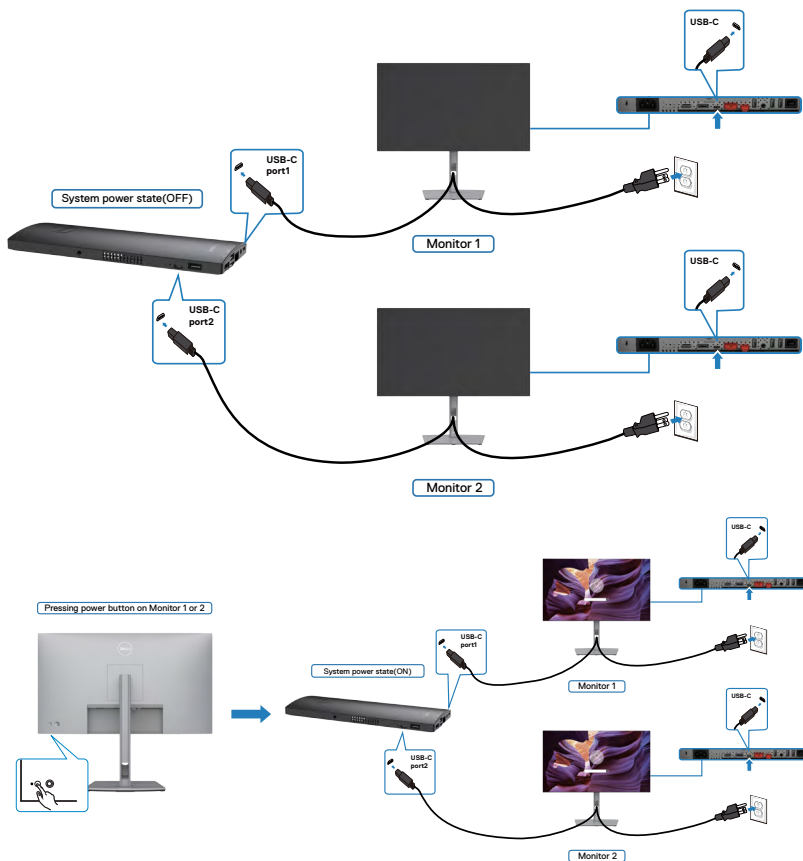 USB-C
USB-C
port1
System power state(OFF)
Monitor 1
USB-C
USB-C
port2
Monitor 2
USB-C
Pressing power button on Monitor 1 or 2
DELL
USB-C
port1
System power state(ON)
Monitor 1
USB-C
USB-C
port2
Monitor 2